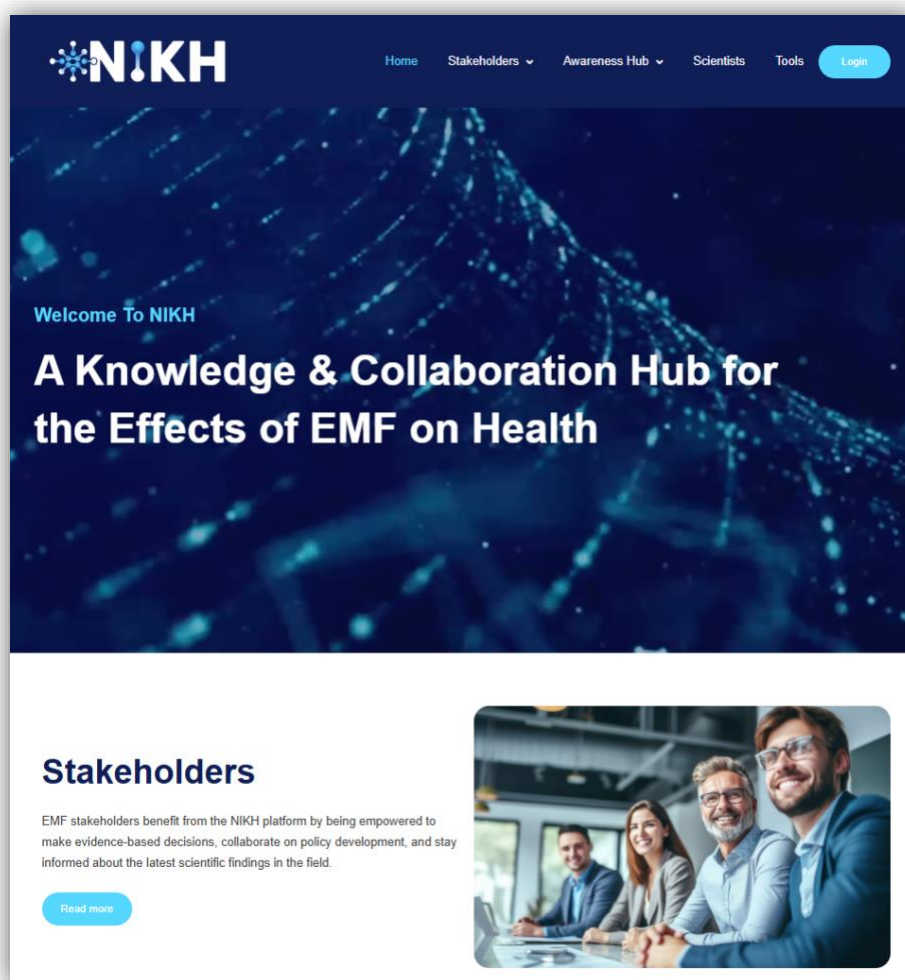 NIKH
Home Stakeholders Awareness Hub Scientists Tools Login
Welcome To NIKH
A Knowledge & Collaboration Hub for
the Effects of EMF on Health
Stakeholders
EMF stakeholders benefit from the NIKH platform by being empowered to
make evidence-based decisions, collaborate on policy development, and stay
informed about the latest scientific findings in the field.
Read more